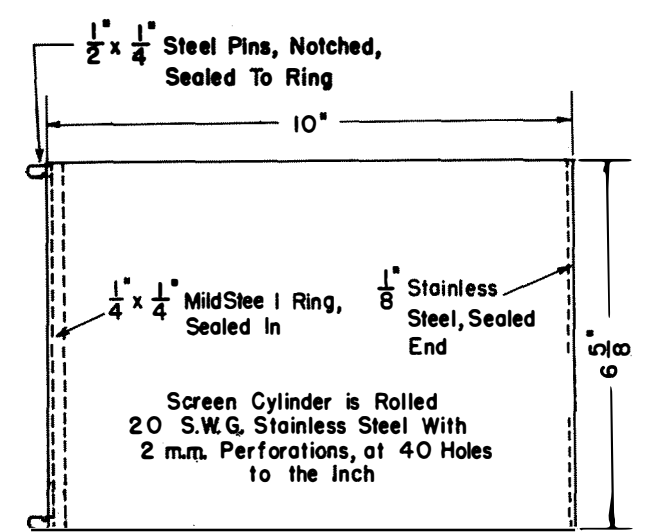 1/2" x 1/4" Steel Pins, Notched,
Sealed To Ring
10"
1/4" x 1/4" Mild Steel Ring,
Sealed In
1/8" Stainless
Steel, Sealed
End
6 5/8"
Screen Cylinder is Rolled
20 S.W.G. Stainless Steel With
2 m.m. Perforations, at 40 Holes
to the Inch